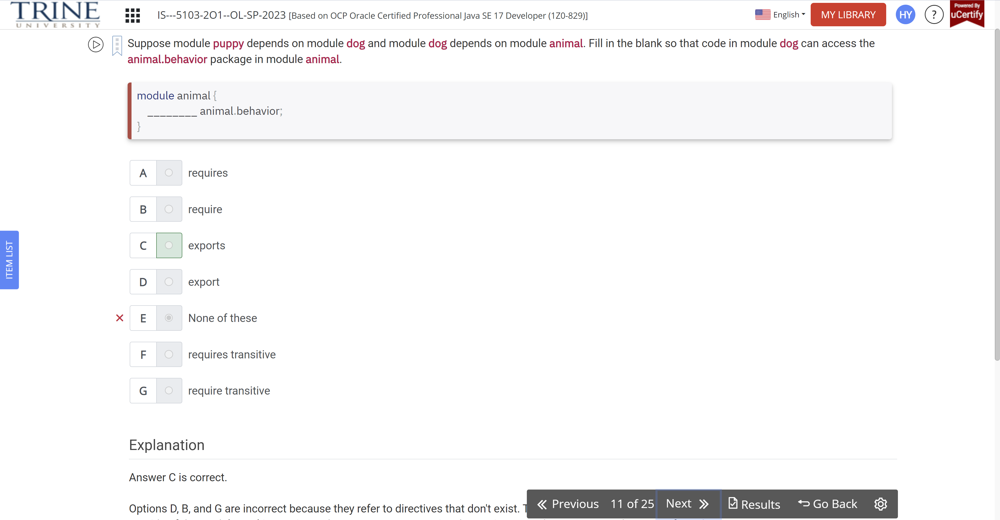 TRINE
UNIVERSITY
IS---5103-2O1--OL-SP-2023 [Based on OCP Oracle Certified Professional Java SE 17 Developer (1Z0-829)]
English
MY LIBRARY
HY
?
Powered By
uCertify
Suppose module puppy depends on module dog and module dog depends on module animal. Fill in the blank so that code in module dog can access the
animal.behavior package in module animal.
module animal {
________ animal.behavior;
}
A requires
B require
C exports
D export
E None of these
F requires transitive
G require transitive
ITEM LIST
Explanation
Answer C is correct.
Options D, B, and G are incorrect because they refer to directives that don't exist.
Previous 11 of 25 Next Results Go Back